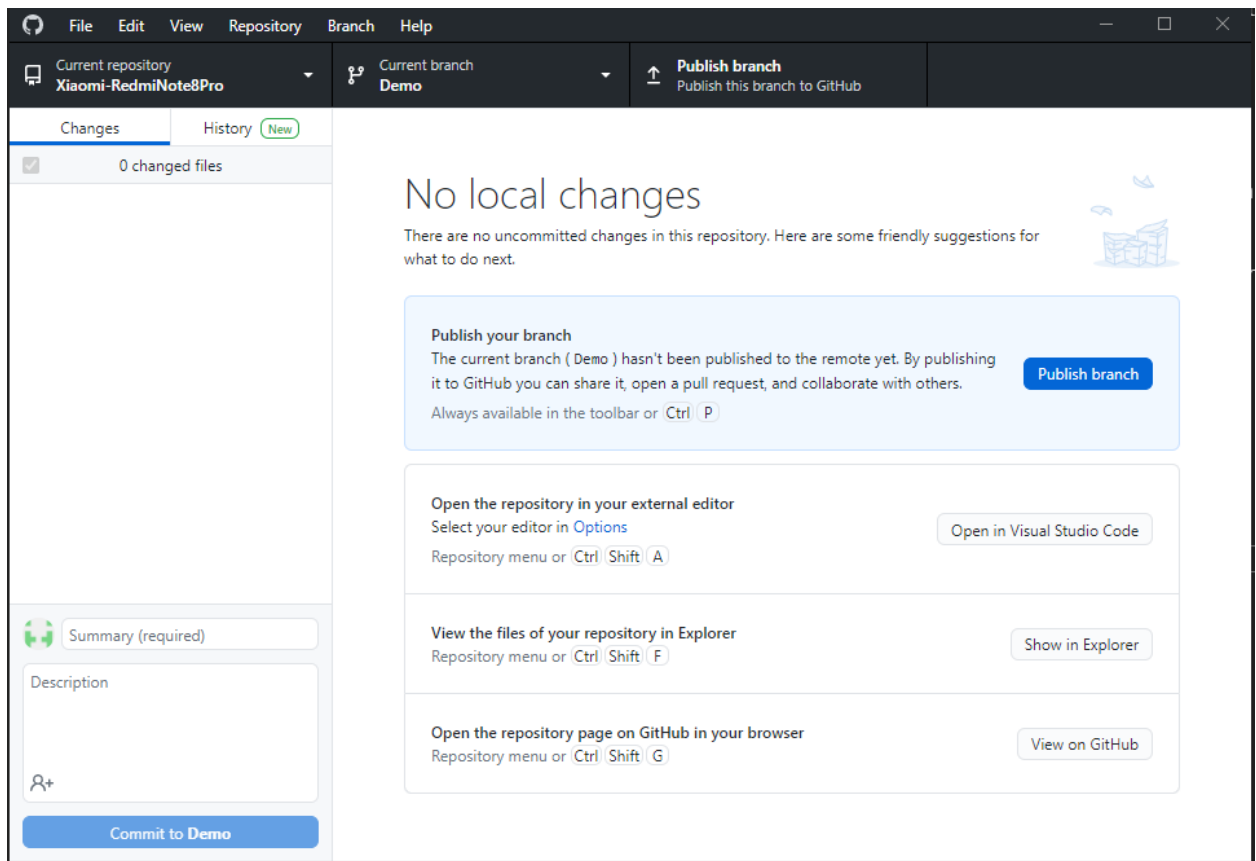 File Edit View Repository Branch Help
Current repository
Xiaomi-RedmiNote8Pro
Current branch
Demo
Publish branch
Publish this branch to GitHub
Changes
History New
0 changed files
No local changes
There are no uncommitted changes in this repository. Here are some friendly suggestions for
what to do next.
Publish your branch
The current branch ( Demo ) hasn't been published to the remote yet. By publishing
it to GitHub you can share it, open a pull request, and collaborate with others.
Always available in the toolbar or Ctrl P
Publish branch
Open the repository in your external editor
Select your editor in Options
Repository menu or Ctrl Shift A
Open in Visual Studio Code
View the files of your repository in Explorer
Repository menu or Ctrl Shift F
Show in Explorer
Open the repository page on GitHub in your browser
Repository menu or Ctrl Shift G
View on GitHub
Summary (required)
Description
Commit to Demo